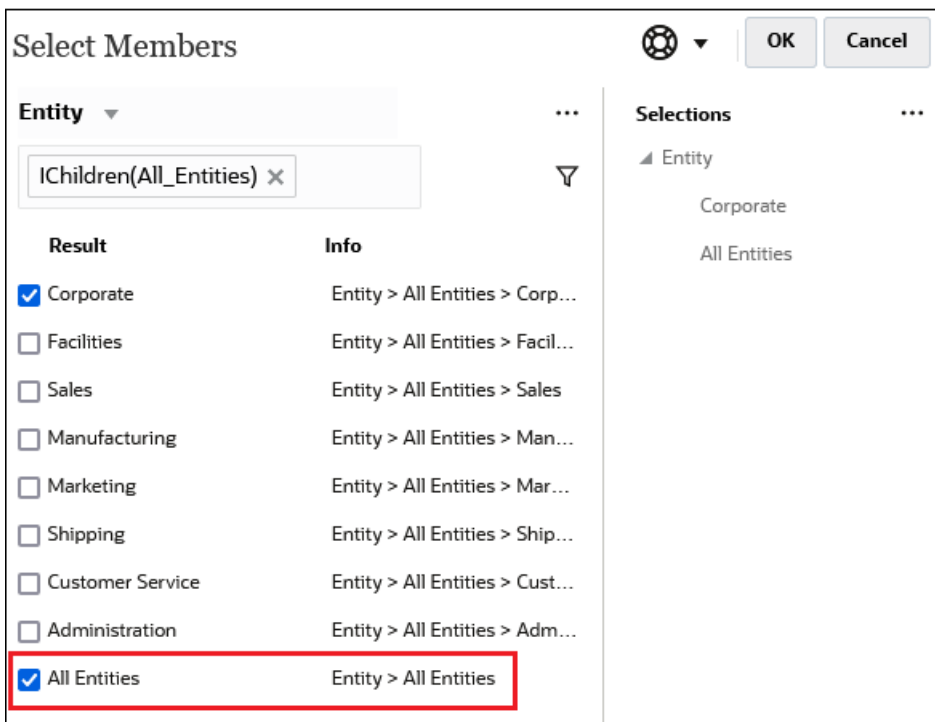 Select Members
OK
Cancel
Entity
...
IChildren(All_Entities)
Result Info
Corporate Entity > All Entities > Corp...
Facilities Entity > All Entities > Facil...
Sales Entity > All Entities > Sales
Manufacturing Entity > All Entities > Man...
Marketing Entity > All Entities > Mar...
Shipping Entity > All Entities > Ship...
Customer Service Entity > All Entities > Cust...
Administration Entity > All Entities > Adm...
All Entities Entity > All Entities
Selections
...
Entity
Corporate
All Entities